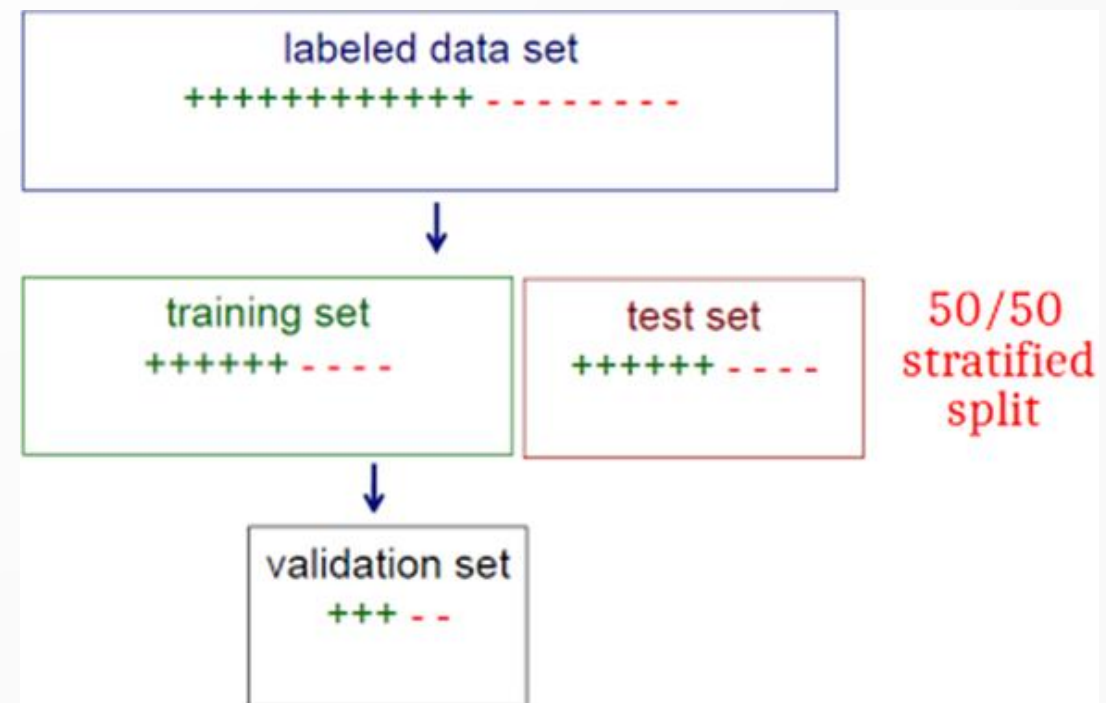 labeled data set
++++++++++++ - - - - - - - -
training set
++++++ - - - -
test set
++++++ - - - -
50/50
stratified
split
validation set
+++ - -